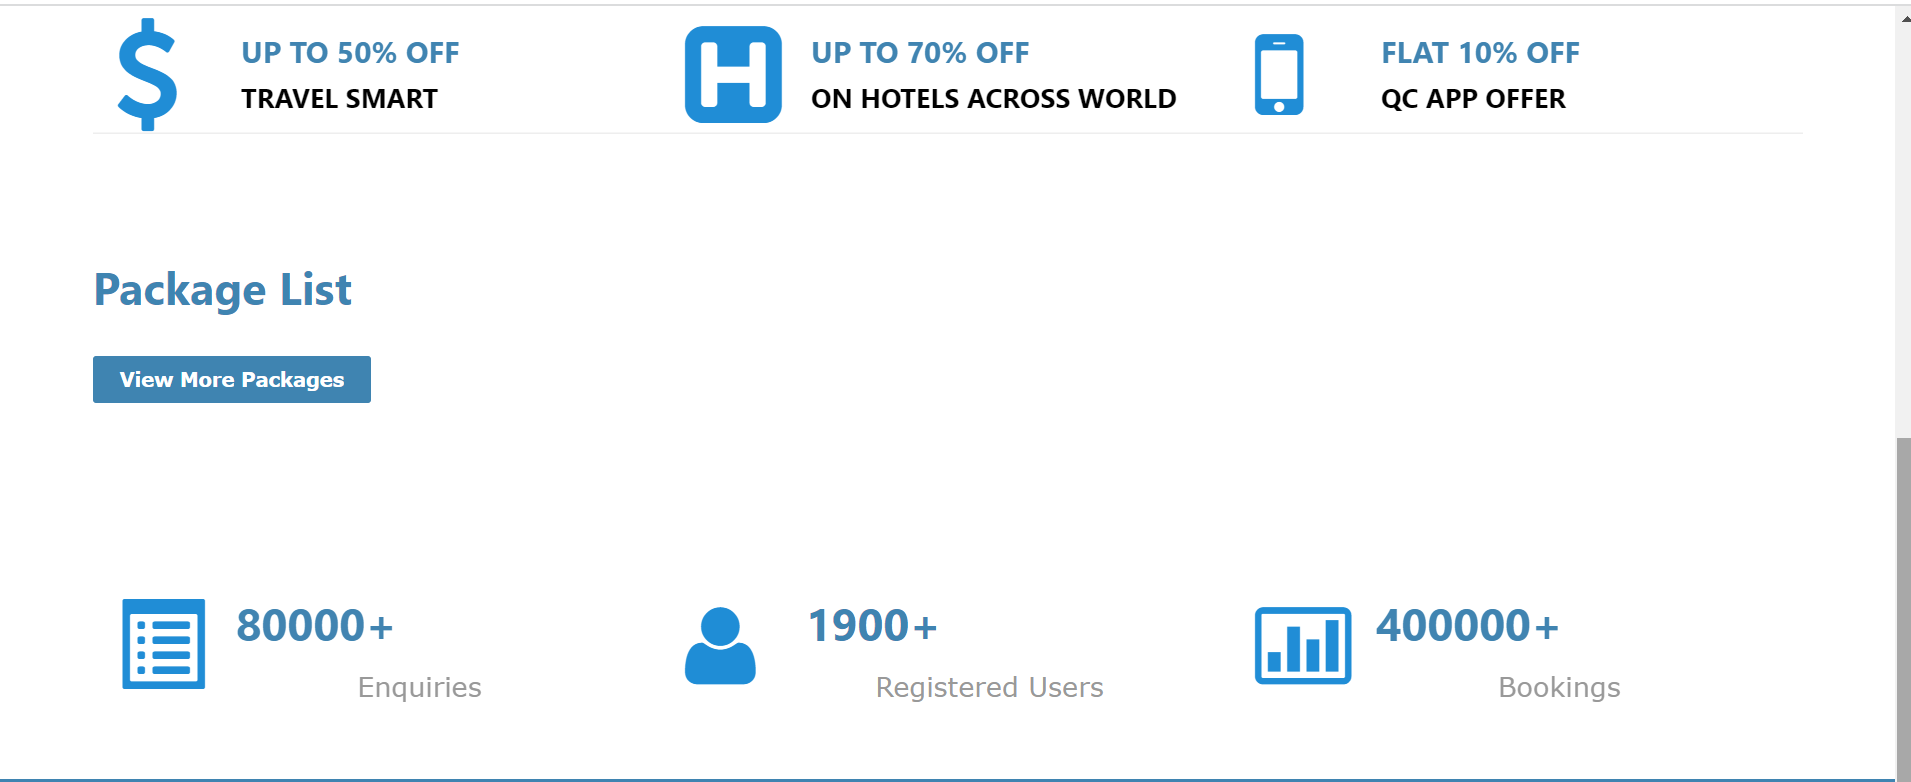 UP TO 50% OFF
TRAVEL SMART
H
UP TO 70% OFF
ON HOTELS ACROSS WORLD
FLAT 10% OFF
QC APP OFFER
Package List
View More Packages
80000+
Enquiries
1900+
Registered Users
400000+
Bookings